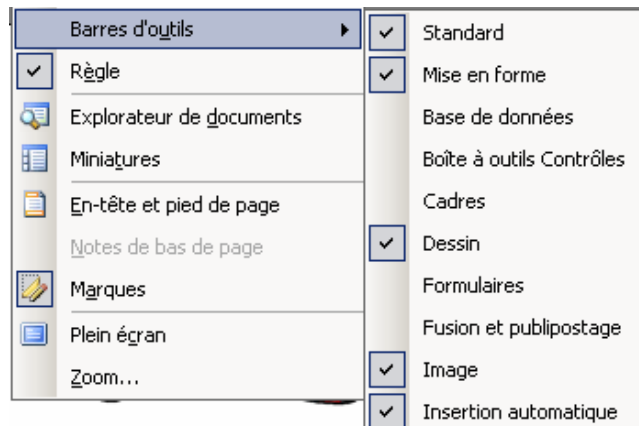 Barres d'outils
Règle
Explorateur de documents
Miniatures
En-tête et pied de page
Notes de bas de page
Marques
Plein écran
Zoom...
Standard
Mise en forme
Base de données
Boîte à outils Contrôles
Cadres
Dessin
Formulaires
Fusion et publipostage
Image
Insertion automatique